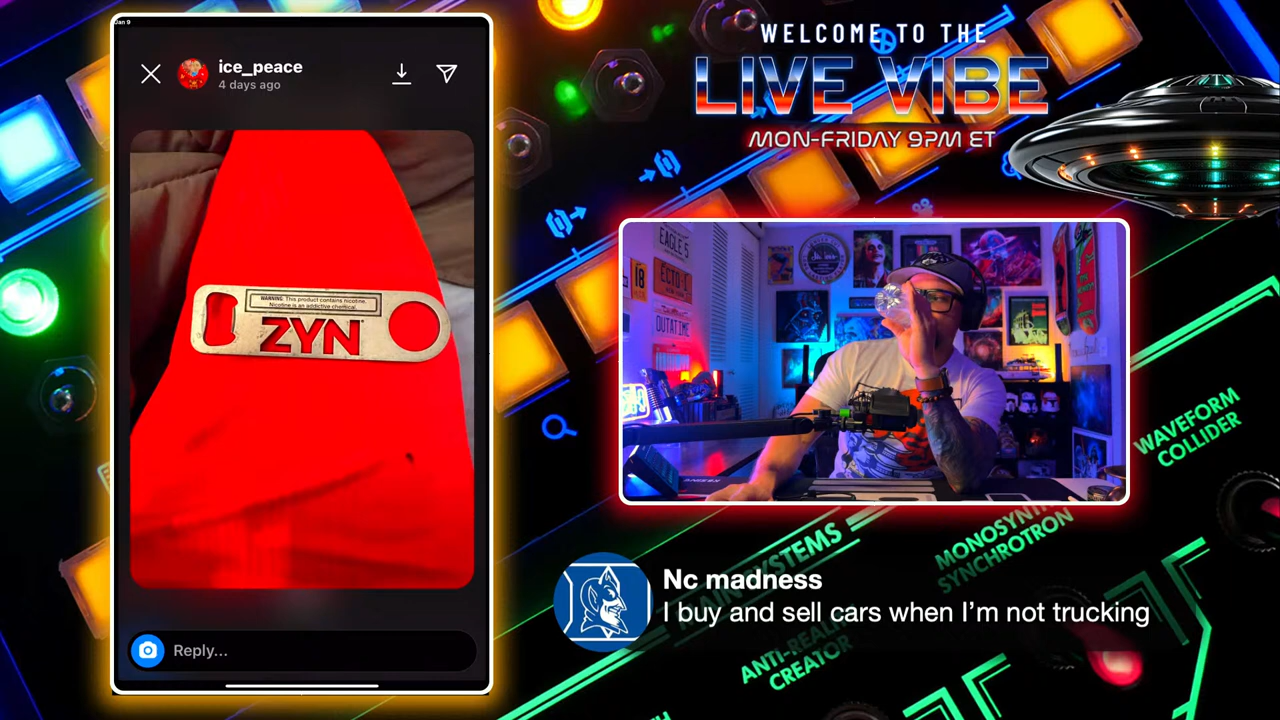 Jan 9
ice_peace
4 days ago
WARNING: This product contains nicotine.
Nicotine is an addictive chemical.
ZYN
Reply...
WELCOME TO THE
LIVE VIBE
MON-FRIDAY 9PM ET
EAGLE 5
18
ECTO-1
OUTATIME
Nc madness
I buy and sell cars when I’m not trucking
WAVEFORM
COLLIDER
MONOSYNTH
SYNCHROTRON
SYSTEMS
CREATOR